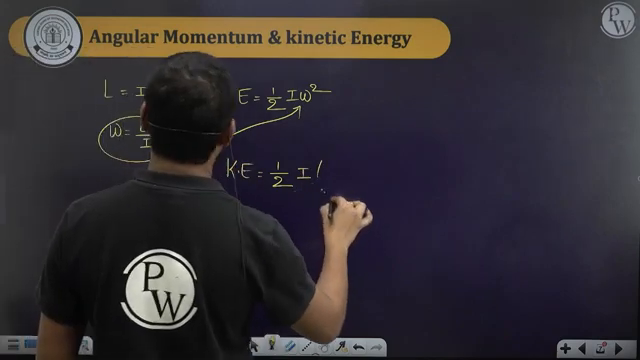 PW
Angular Momentum & kinetic Energy
L = I
E = 1/2 Iω²
ω = I
K.E = 1/2 I
PW